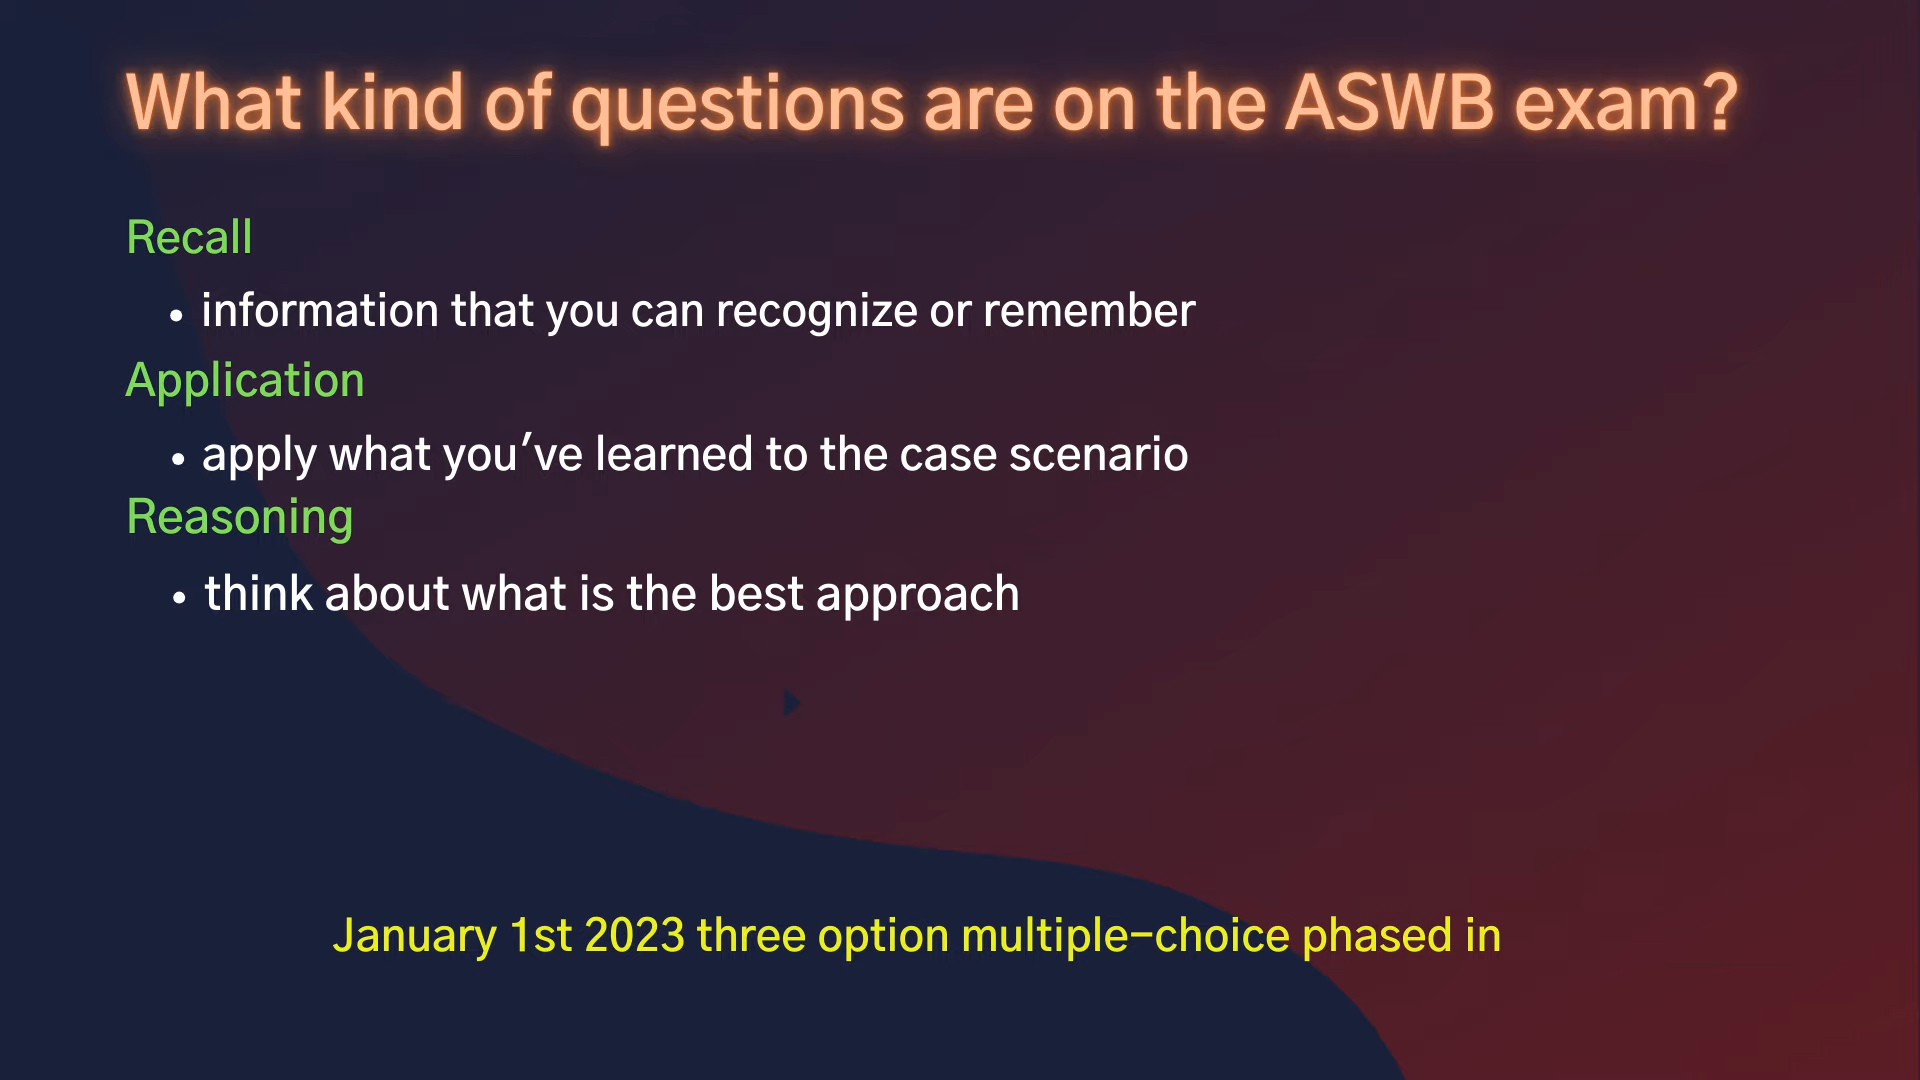 What kind of questions are on the ASWB exam?
Recall
• information that you can recognize or remember
Application
• apply what you've learned to the case scenario
Reasoning
• think about what is the best approach
January 1st 2023 three option multiple-choice phased in